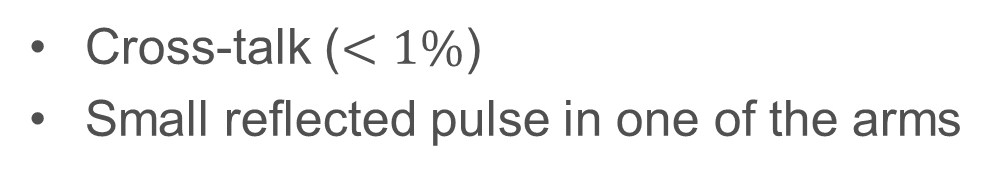 • Cross-talk (< 1%)
• Small reflected pulse in one of the arms